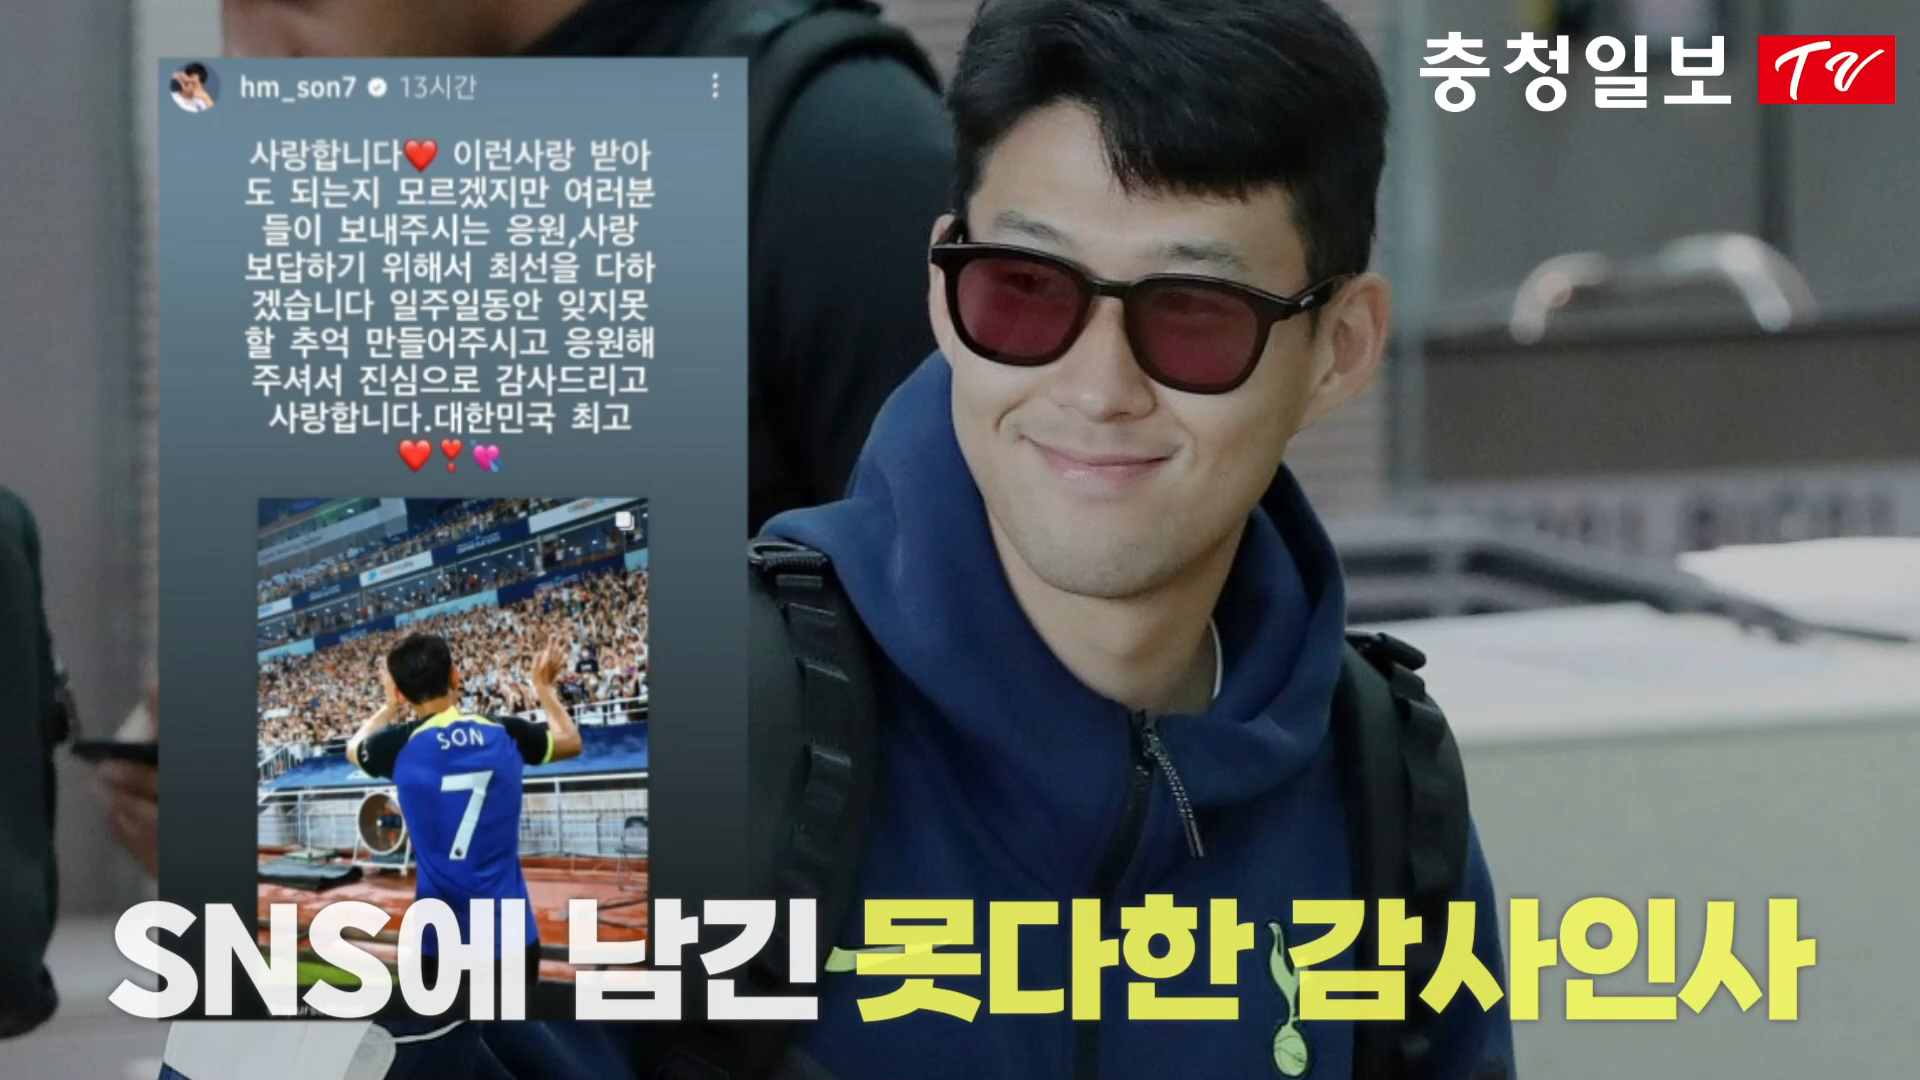 충청일보 TV
hm_son7 13시간
사랑합니다❤️ 이런사랑 받아
도 되는지 모르겠지만 여러분
들이 보내주시는 응원,사랑
보답하기 위해서 최선을 다하
겠습니다 일주일동안 잊지못
할 추억 만들어주시고 응원해
주셔서 진심으로 감사드리고
사랑합니다.대한민국 최고
❤️❣️💘
SON
7
SNS에 남긴 못다한 감사인사